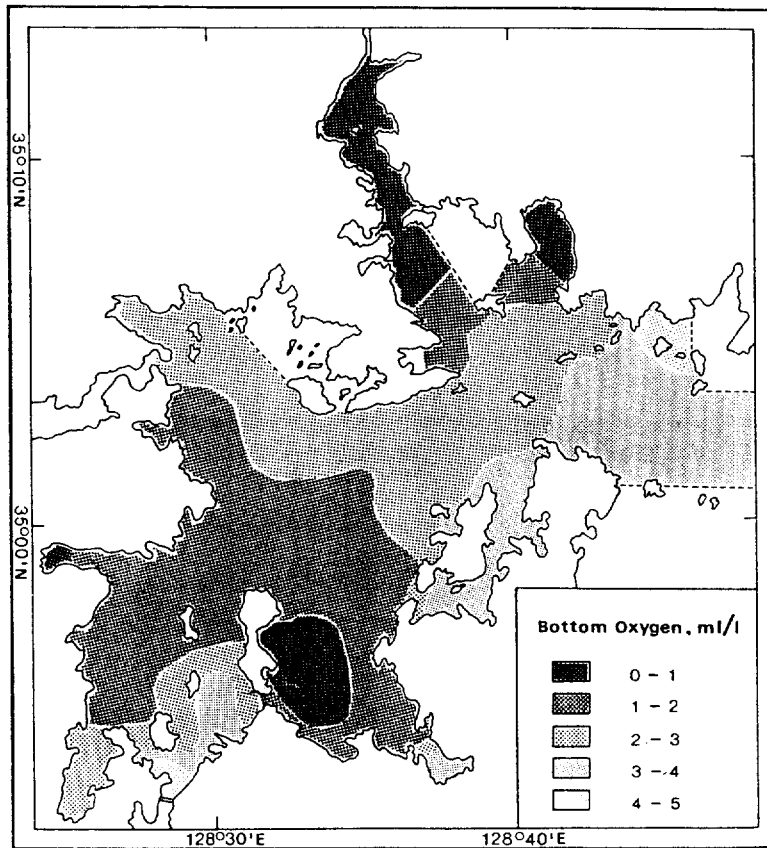 35°10'N
35°00'N
Bottom Oxygen, ml/l
0 - 1
1 - 2
2 - 3
3 - 4
4 - 5
128°30'E
128°40'E